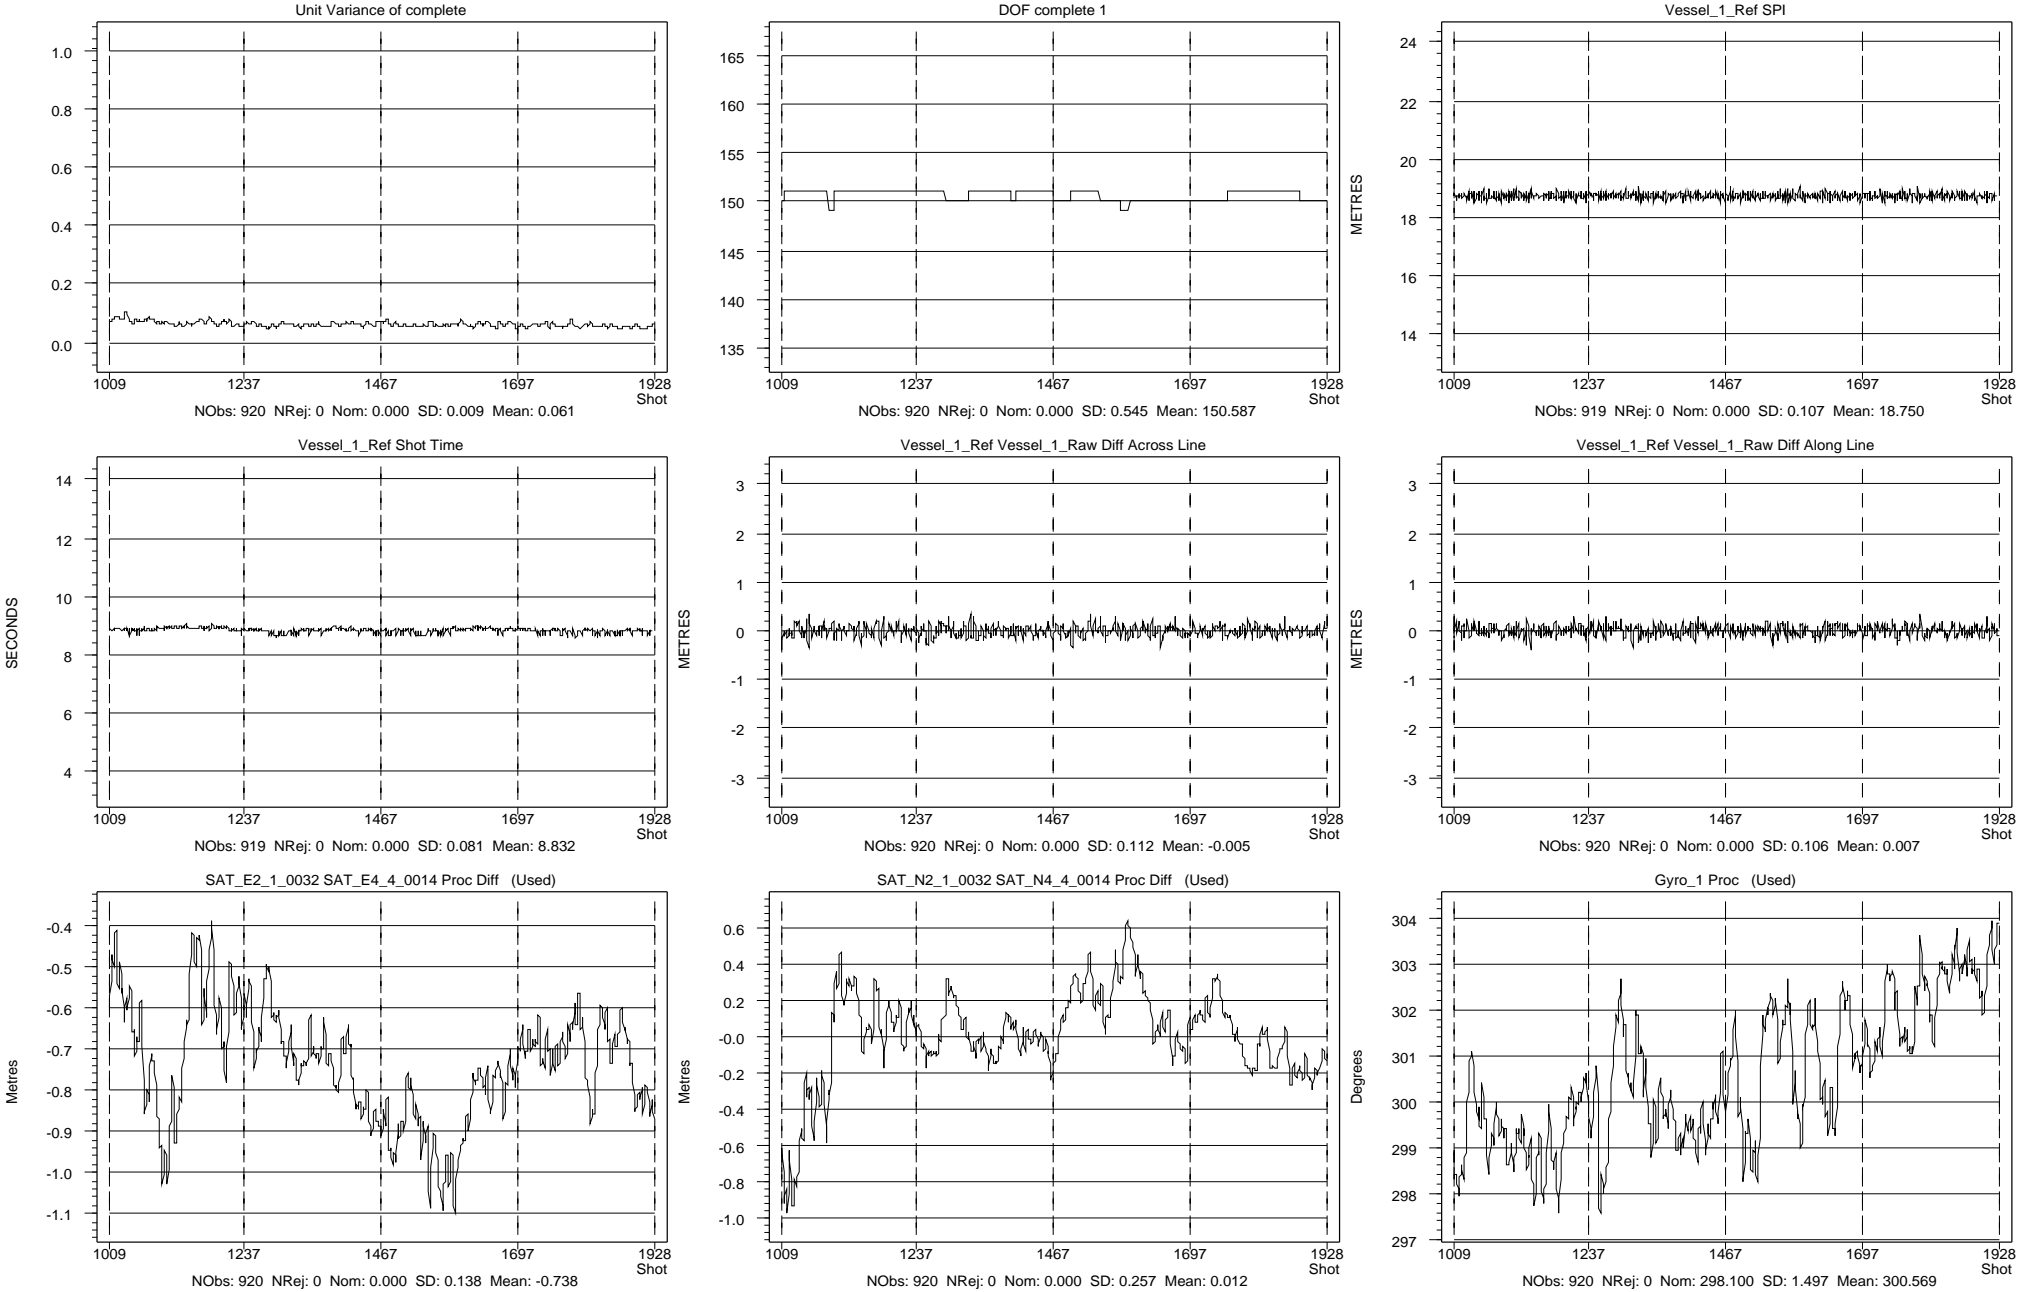 Unit Variance of complete
1.0
0.8
0.6
0.4
0.2
0.0
1009 1237 1467 1697 1928
Shot
NObs: 920 NRej: 0 Nom: 0.000 SD: 0.009 Mean: 0.061
DOF complete 1
165
160
155
150
145
140
135
1009 1237 1467 1697 1928
Shot
NObs: 920 NRej: 0 Nom: 0.000 SD: 0.545 Mean: 150.587
Vessel_1_Ref SPI
METRES
24
22
20
18
16
14
1009 1237 1467 1697 1928
Shot
NObs: 919 NRej: 0 Nom: 0.000 SD: 0.107 Mean: 18.750
Vessel_1_Ref Shot Time
SECONDS
14
12
10
8
6
4
1009 1237 1467 1697 1928
Shot
NObs: 919 NRej: 0 Nom: 0.000 SD: 0.081 Mean: 8.832
Vessel_1_Ref Vessel_1_Raw Diff Across Line
METRES
3
2
1
0
-1
-2
-3
1009 1237 1467 1697 1928
Shot
NObs: 920 NRej: 0 Nom: 0.000 SD: 0.112 Mean: -0.005
Vessel_1_Ref Vessel_1_Raw Diff Along Line
METRES
3
2
1
0
-1
-2
-3
1009 1237 1467 1697 1928
Shot
NObs: 920 NRej: 0 Nom: 0.000 SD: 0.106 Mean: 0.007
SAT_E2_1_0032 SAT_E4_4_0014 Proc Diff (Used)
Metres
-0.4
-0.5
-0.6
-0.7
-0.8
-0.9
-1.0
-1.1
1009 1237 1467 1697 1928
Shot
NObs: 920 NRej: 0 Nom: 0.000 SD: 0.138 Mean: -0.738
SAT_N2_1_0032 SAT_N4_4_0014 Proc Diff (Used)
Metres
0.6
0.4
0.2
-0.0
-0.2
-0.4
-0.6
-0.8
-1.0
1009 1237 1467 1697 1928
Shot
NObs: 920 NRej: 0 Nom: 0.000 SD: 0.257 Mean: 0.012
Gyro_1 Proc (Used)
Degrees
304
303
302
301
300
299
298
297
1009 1237 1467 1697 1928
Shot
NObs: 920 NRej: 0 Nom: 298.100 SD: 1.497 Mean: 300.569